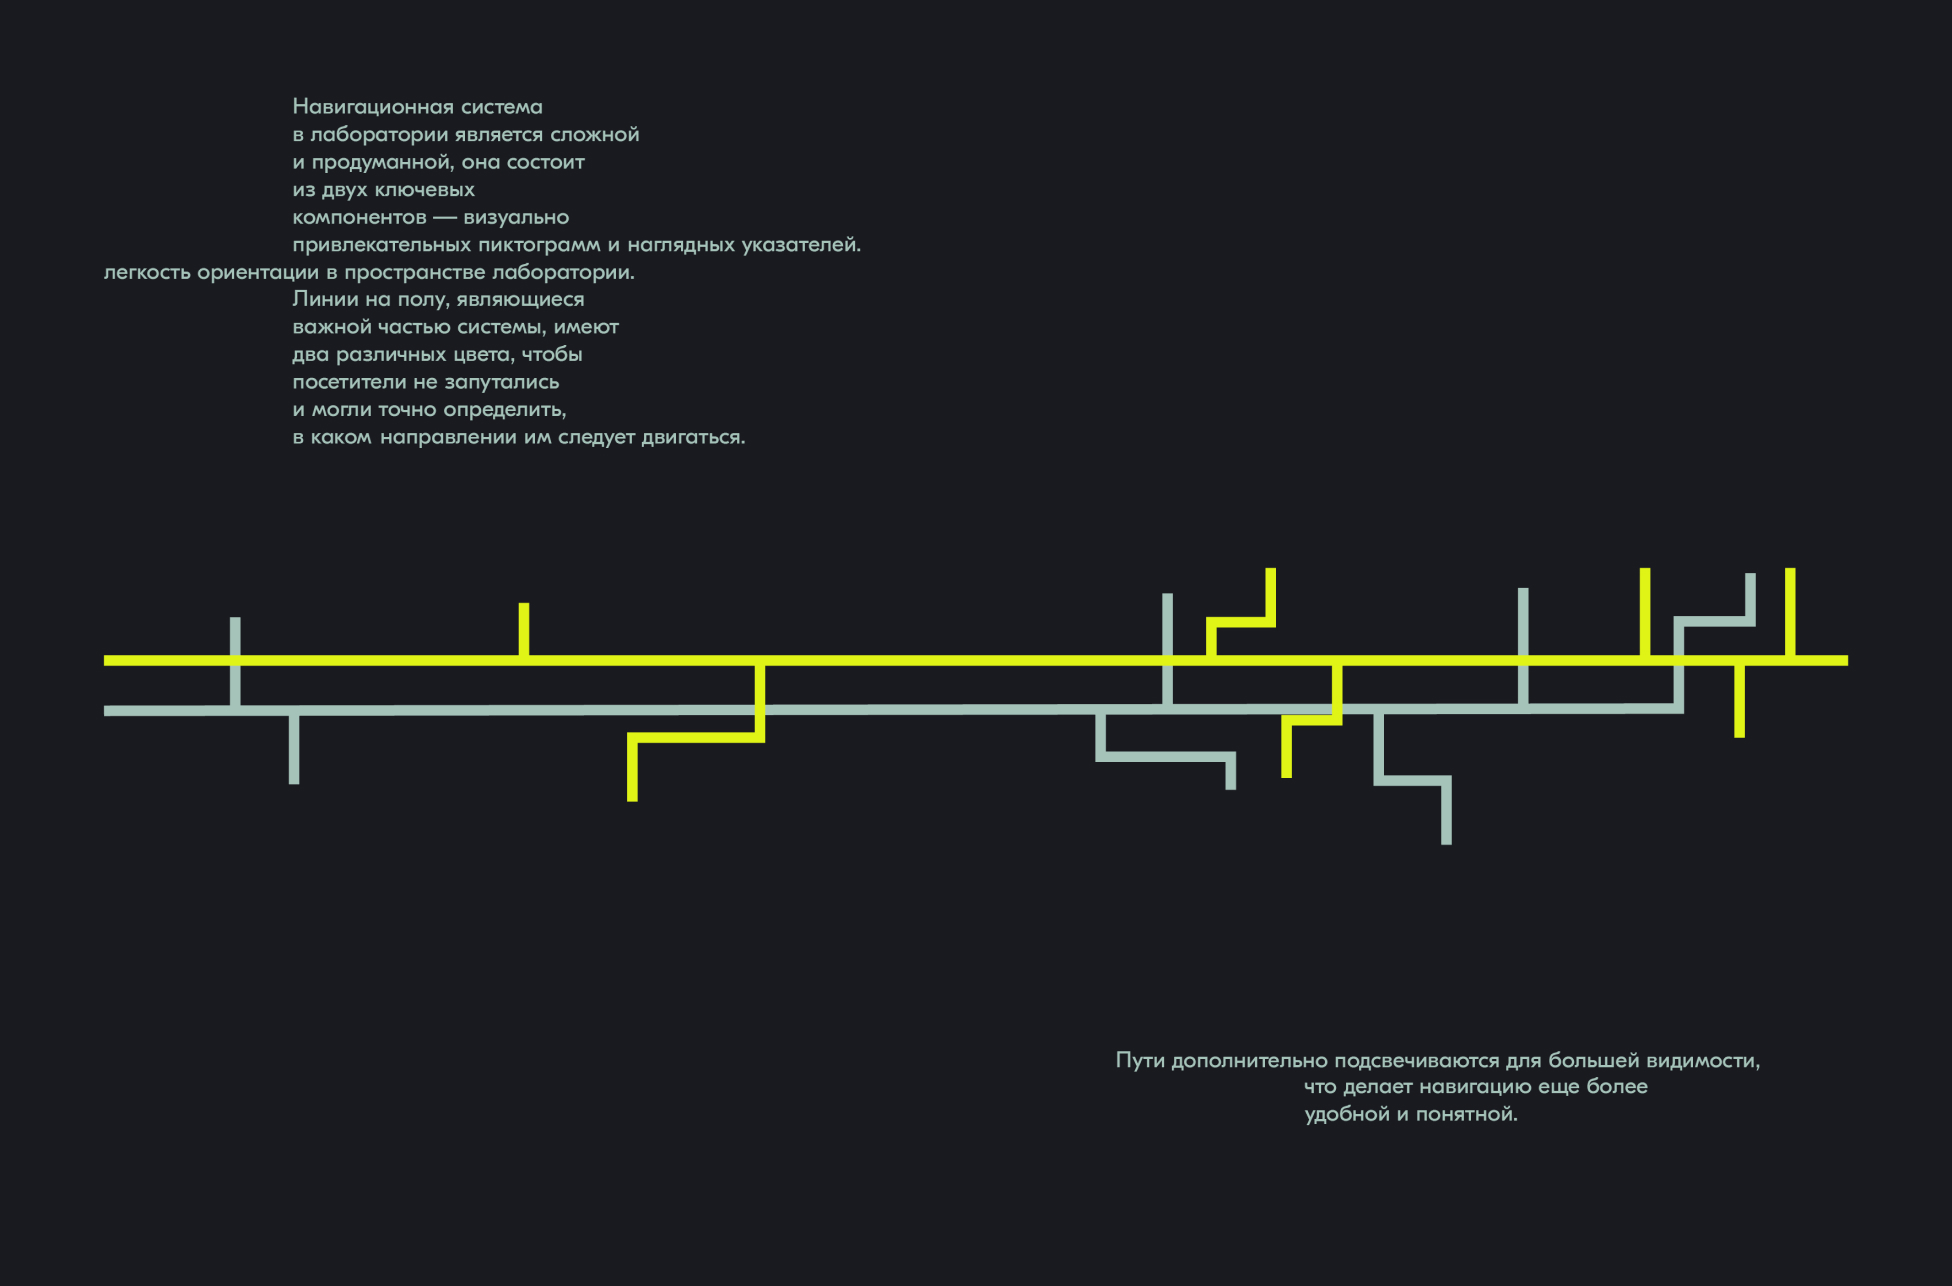 Навигационная система
в лаборатории является сложной
и продуманной, она состоит
из двух ключевых
компонентов — визуально
привлекательных пиктограмм и наглядных указателей.
легкость ориентации в пространстве лаборатории.
Линии на полу, являющиеся
важной частью системы, имеют
два различных цвета, чтобы
посетители не запутались
и могли точно определить,
в каком направлении им следует двигаться.
Пути дополнительно подсвечиваются для большей видимости,
что делает навигацию еще более
удобной и понятной.